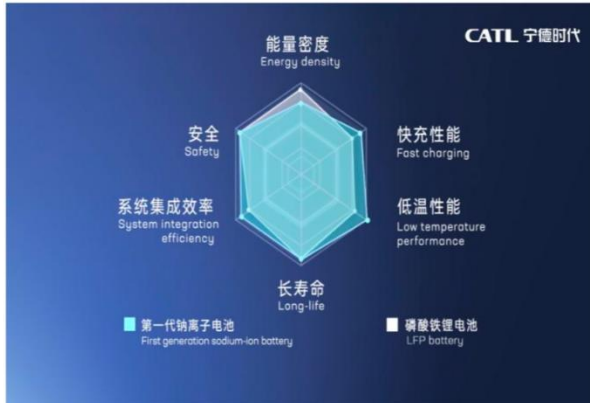 CATL 宁德时代
能量密度
Energy density
安全
Safety
快充性能
Fast charging
系统集成效率
System integration
efficiency
低温性能
Low temperature
performance
长寿命
Long-life
第一代钠离子电池
First generation sodium-ion battery
磷酸铁锂电池
LFP battery